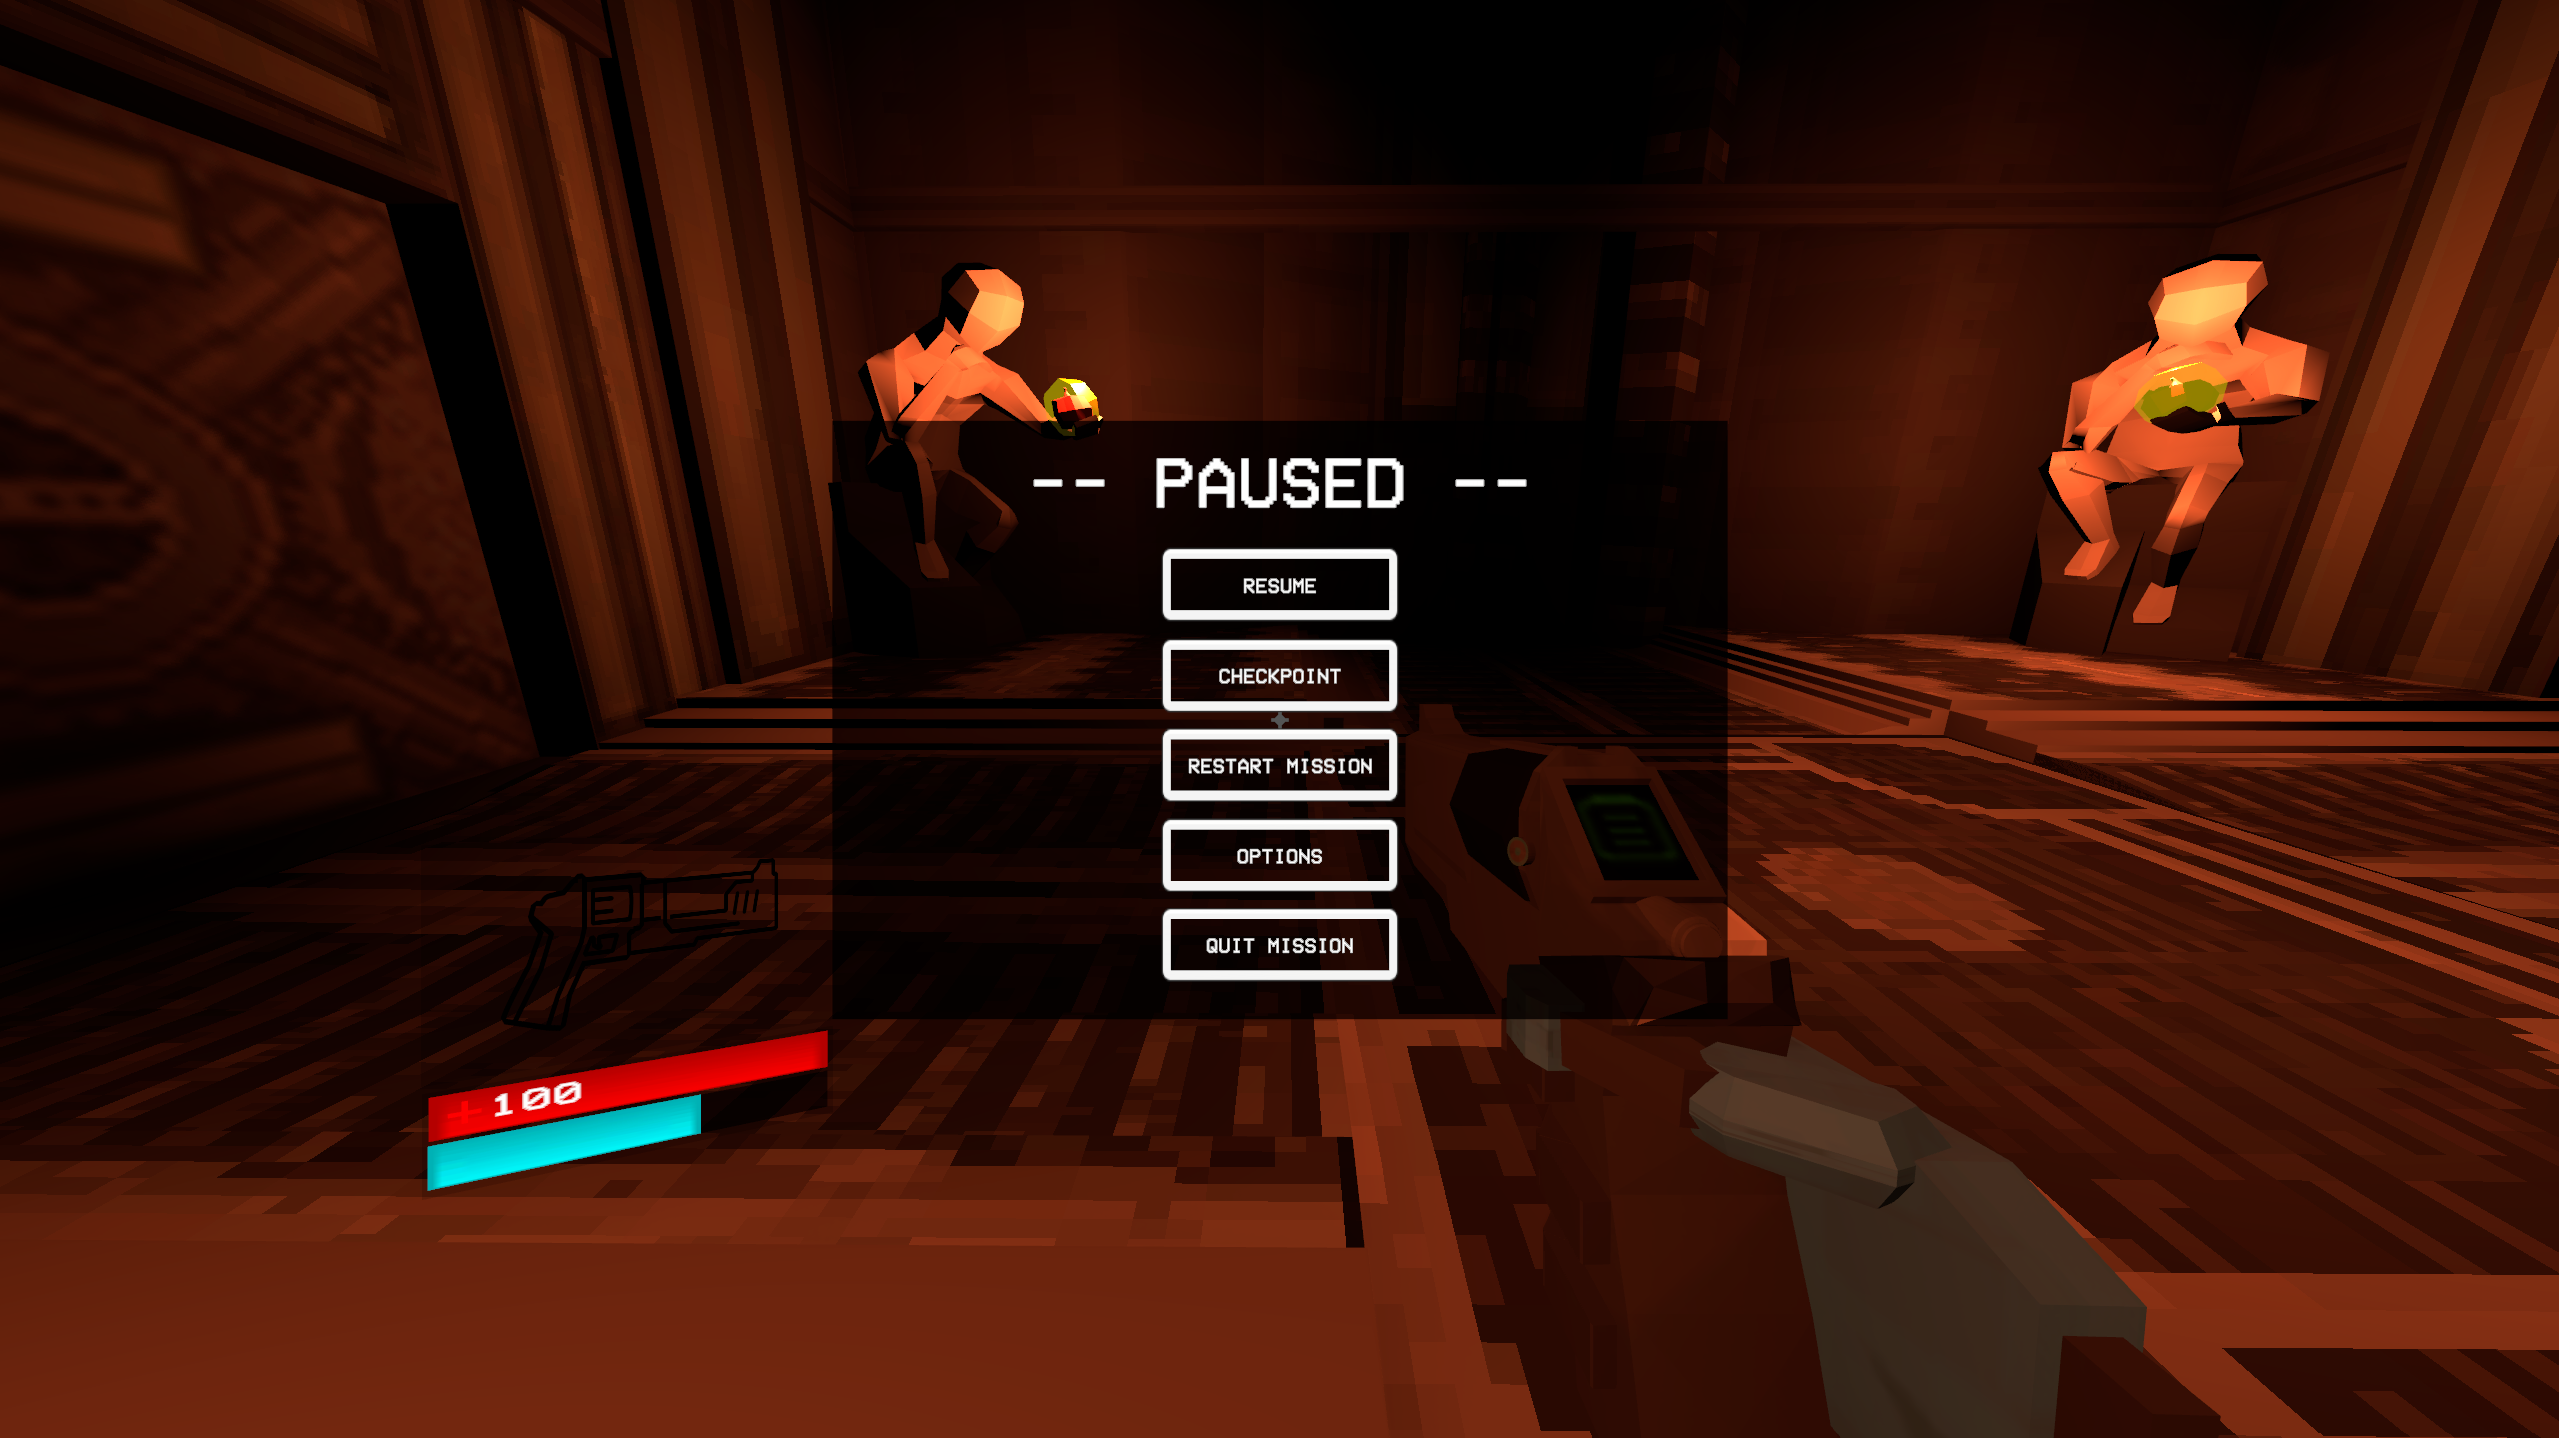 -- PAUSED --
RESUME
CHECKPOINT
RESTART MISSION
OPTIONS
QUIT MISSION
+100